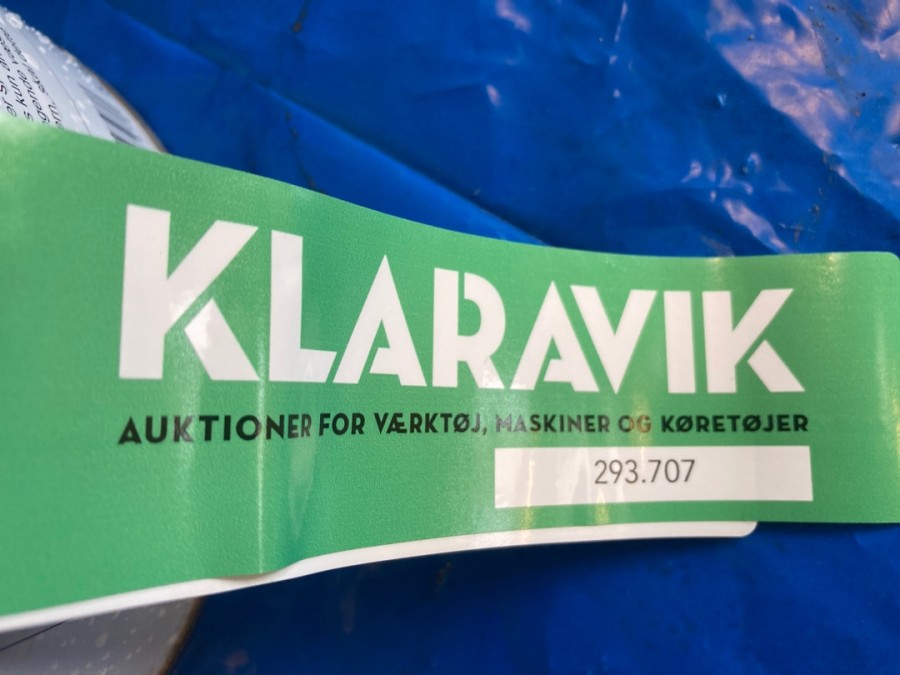 KLARAVIK
AUKTIONER FOR VÆRKTØJ, MASKINER OG KØRETØJER
293.707